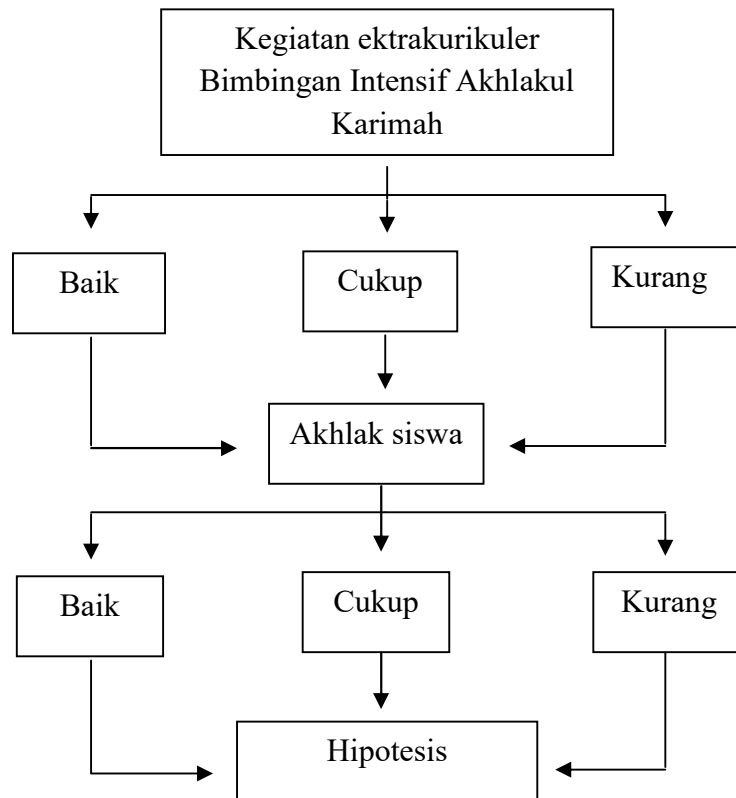 Kegiatan ektrakurikuler
Bimbingan Intensif Akhlakul
Karimah
Baik
Cukup
Kurang
Akhlak siswa
Baik
Cukup
Kurang
Hipotesis